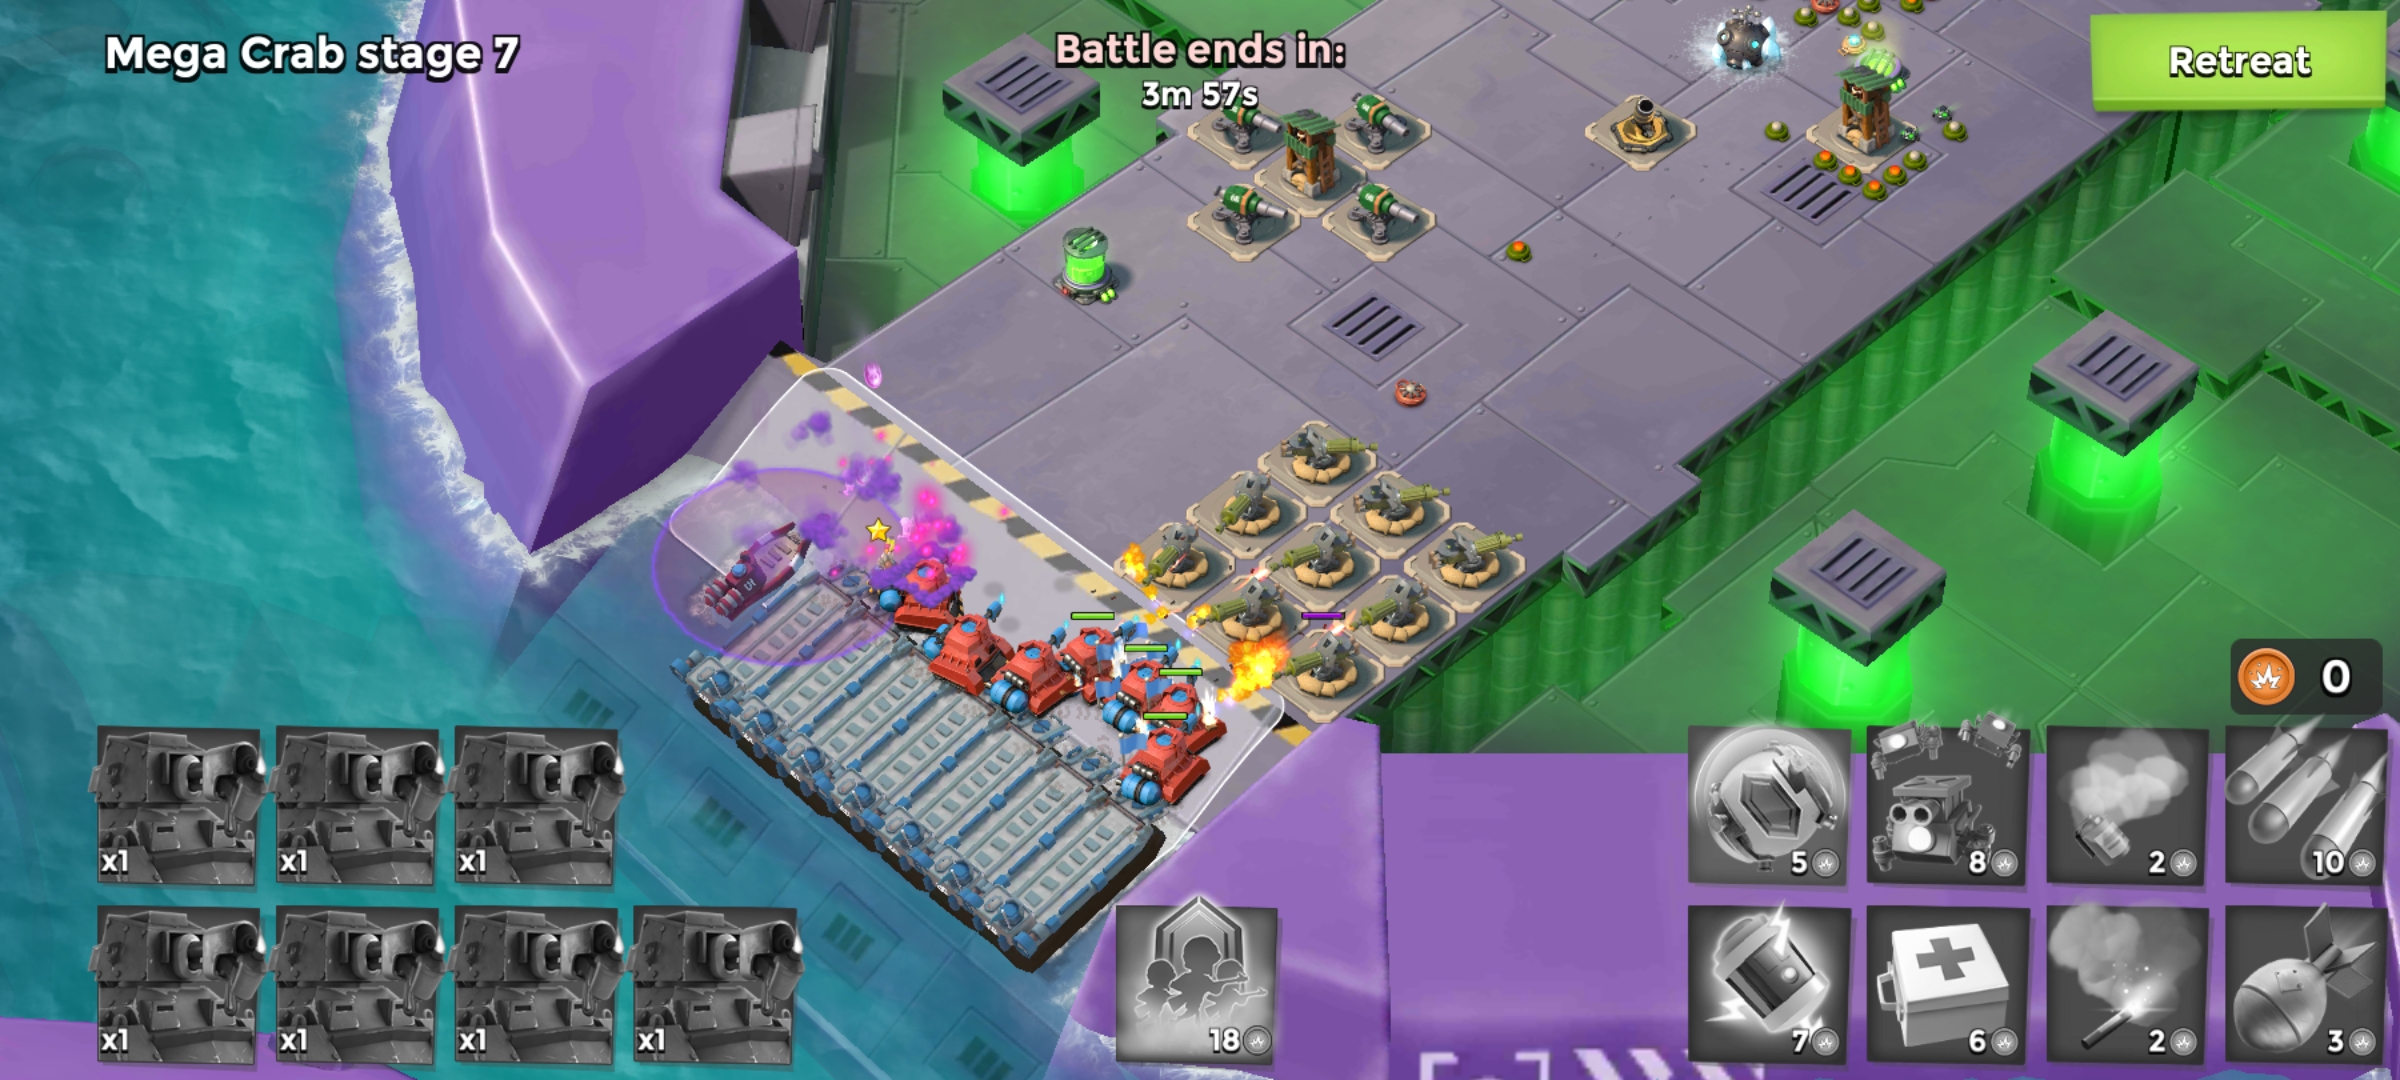 Mega Crab stage 7
Battle ends in:
3m 57s
Retreat
0
x1
x1
x1
5
8
2
10
x1
x1
x1
x1
18
7
6
2
3